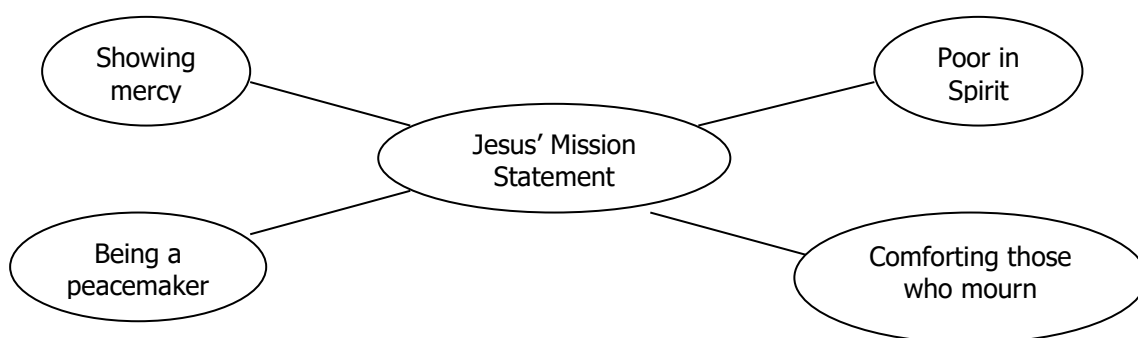 Showing
mercy
Poor in
Spirit
Jesus’ Mission
Statement
Being a
peacemaker
Comforting those
who mourn